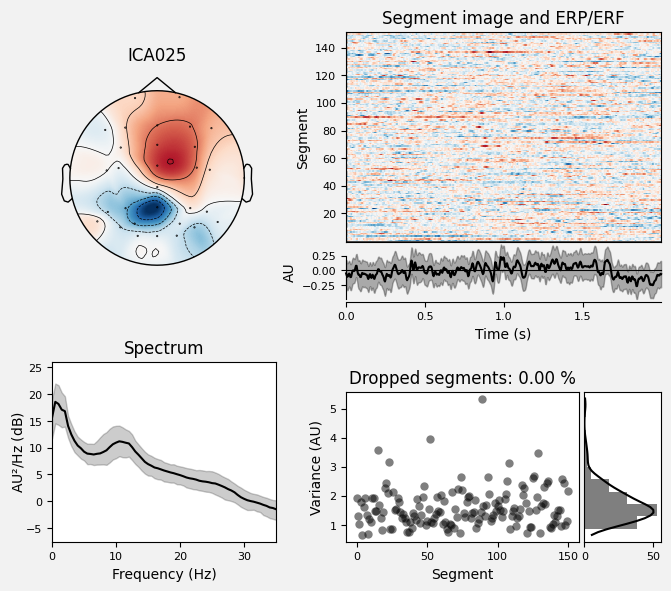 ICA025
Segment image and ERP/ERF
Segment
140
120
100
80
60
40
20
AU
0.25
0.00
−0.25
0.0 0.5 1.0 1.5
Time (s)
Spectrum
AU²/Hz (dB)
25
20
15
10
5
0
−5
0 10 20 30
Frequency (Hz)
Dropped segments: 0.00 %
Variance (AU)
5
4
3
2
1
0 50 100 150
0 50
Segment